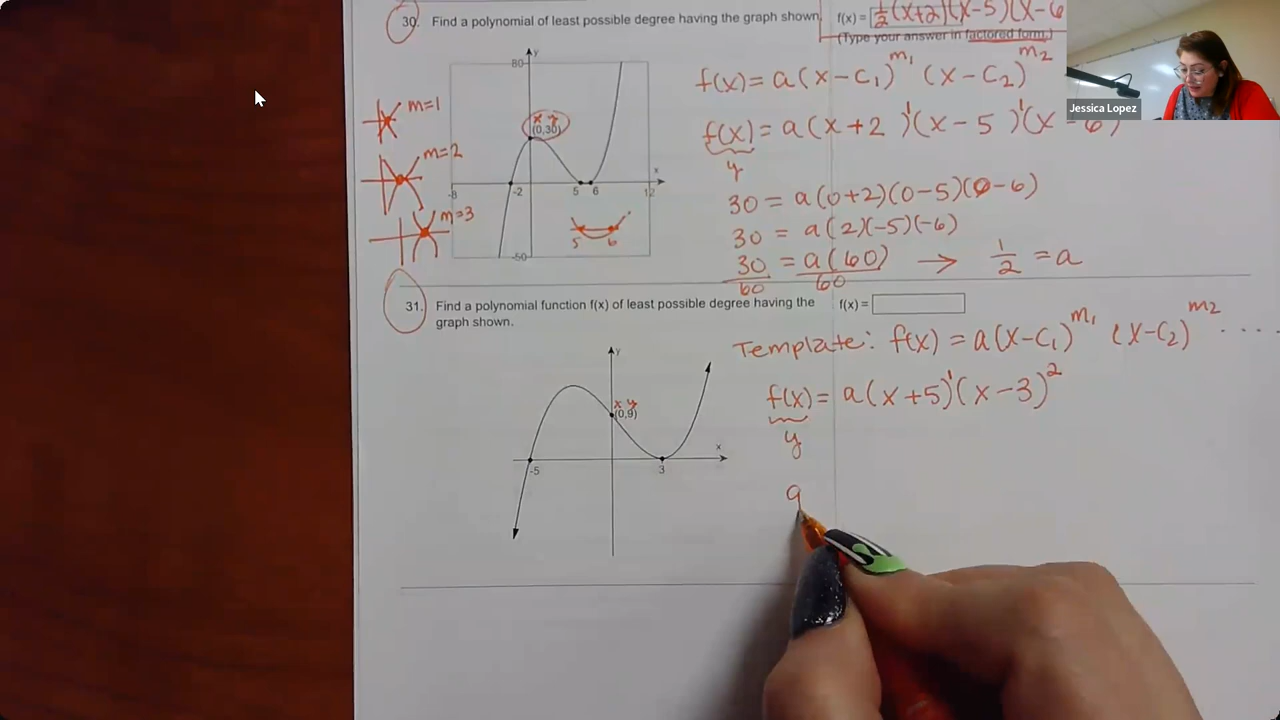 30. Find a polynomial of least possible degree having the graph shown.
f(x) = 1/2 (x+2)(x-5)(x-6
(Type your answer in factored form.)
y
80
(0,30)
x y
-8
-2
5 6
12
x
-50
m=1
m=2
m=3
5 6
f(x) = a(x-c₁)^m₁ (x-c₂)^m₂
f(x) = a(x+2)¹(x-5)¹(x-6)
y
30 = a(0+2)(0-5)(0-6)
30 = a(2)(-5)(-6)
30 = a(60) → 1/2 = a
60 60
Jessica Lopez
31. Find a polynomial function f(x) of least possible degree having the
graph shown.
f(x) =
y
x y
(0,9)
x
-5
3
Template: f(x) = a(x-c₁)^m₁ (x-c₂)^m₂ ....
f(x) = a(x+5)¹(x-3)²
y
9